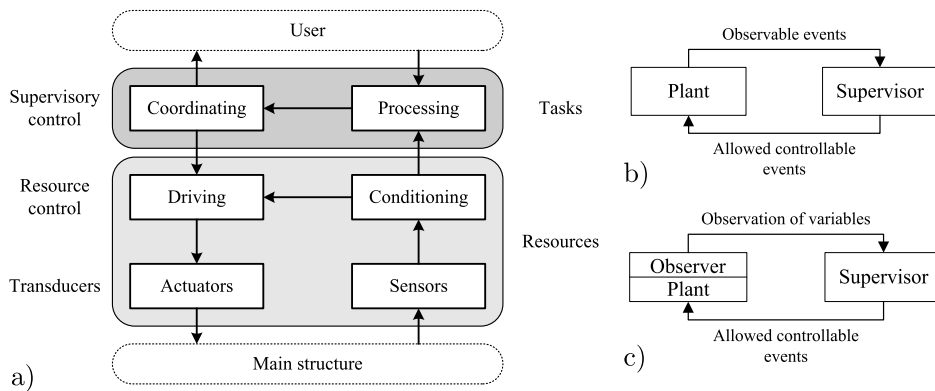 User
Supervisory
control
Coordinating
Processing
Tasks
Resource
control
Driving
Conditioning
Resources
Transducers
Actuators
Sensors
Main structure
a)
Observable events
Plant
Supervisor
Allowed controllable
events
b)
Observation of variables
Observer
Plant
Supervisor
Allowed controllable
events
c)